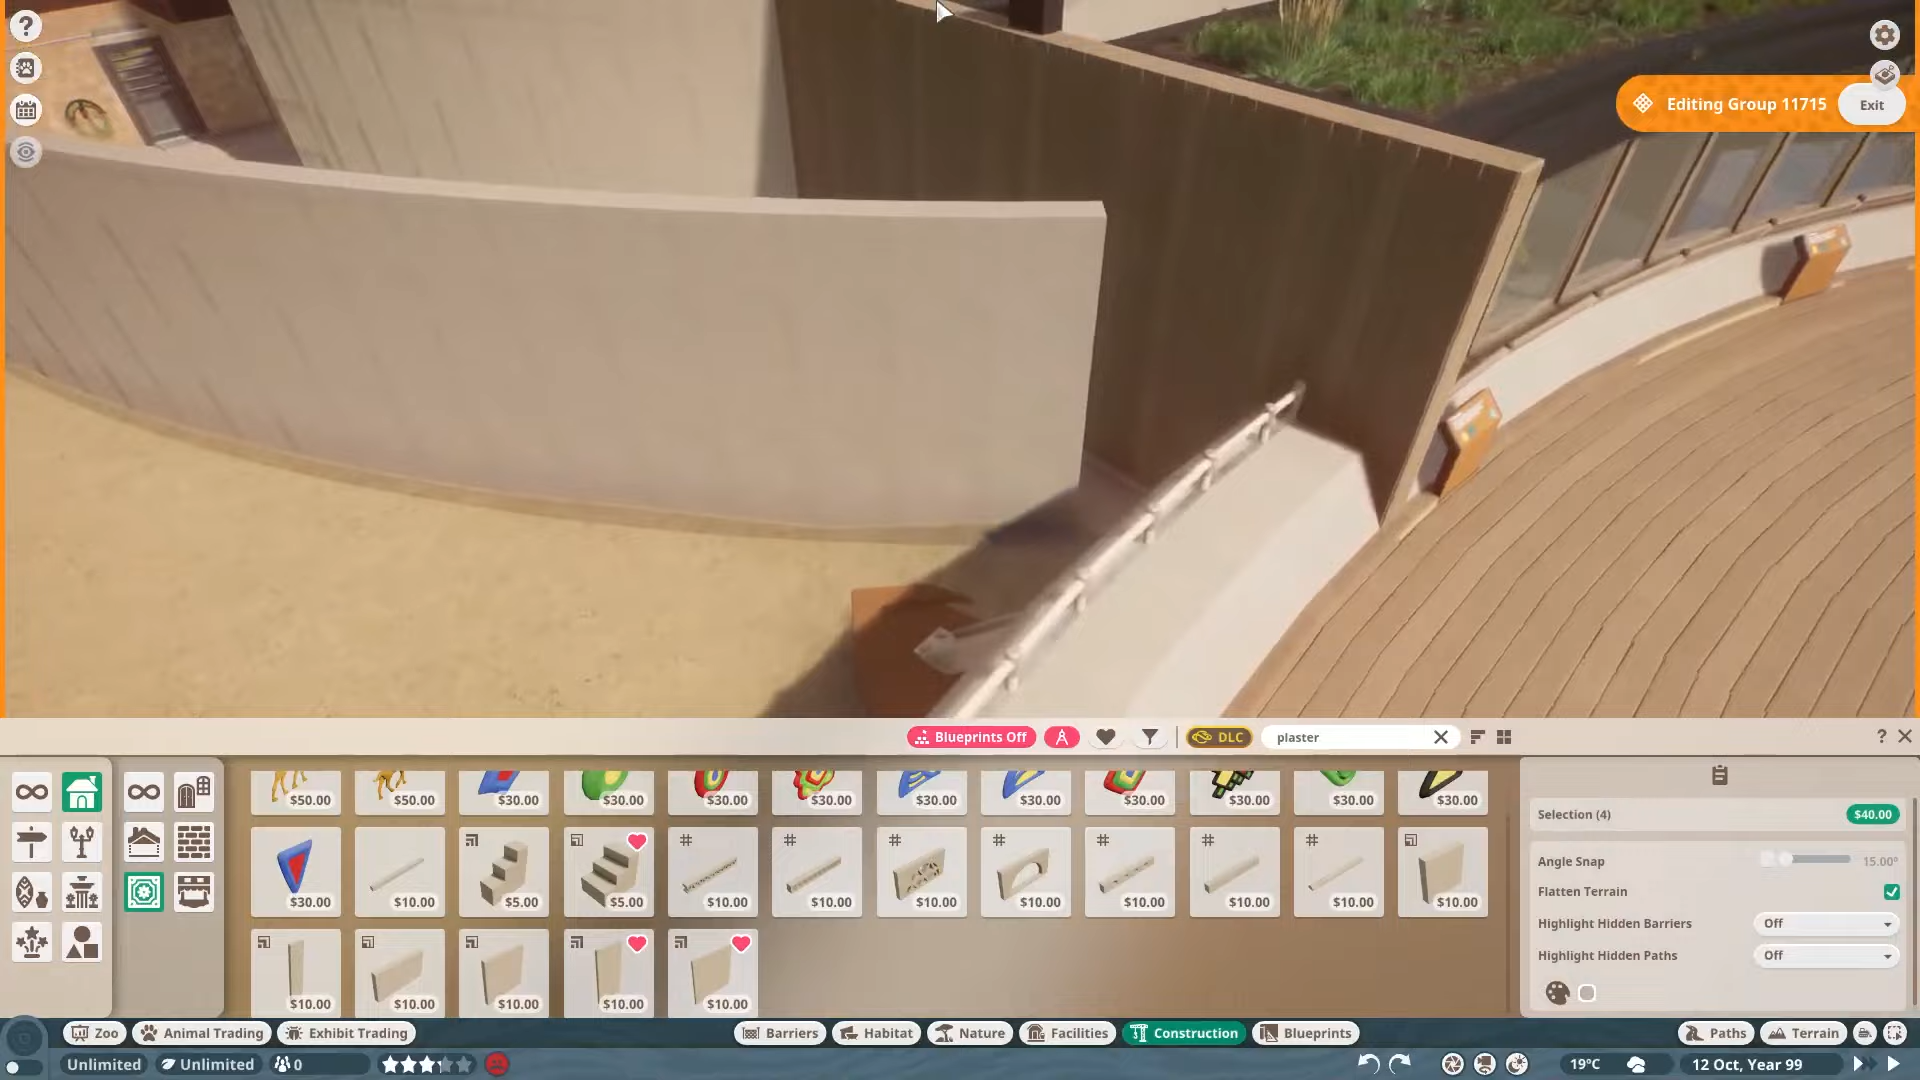 ?
Editing Group 11715
Exit
Blueprints Off
DLC
plaster
?
$50.00
$50.00
$30.00
$30.00
$30.00
$30.00
$30.00
$30.00
$30.00
$30.00
$30.00
$30.00
$30.00
$10.00
$5.00
$5.00
$10.00
$10.00
$10.00
$10.00
$10.00
$10.00
$10.00
$10.00
$10.00
$10.00
$10.00
$10.00
$10.00
Selection (4)
$40.00
Angle Snap
15.00°
Flatten Terrain
Highlight Hidden Barriers
Off
Highlight Hidden Paths
Off
Zoo
Animal Trading
Exhibit Trading
Barriers
Habitat
Nature
Facilities
Construction
Blueprints
Paths
Terrain
Unlimited
Unlimited
0
19°C
12 Oct, Year 99